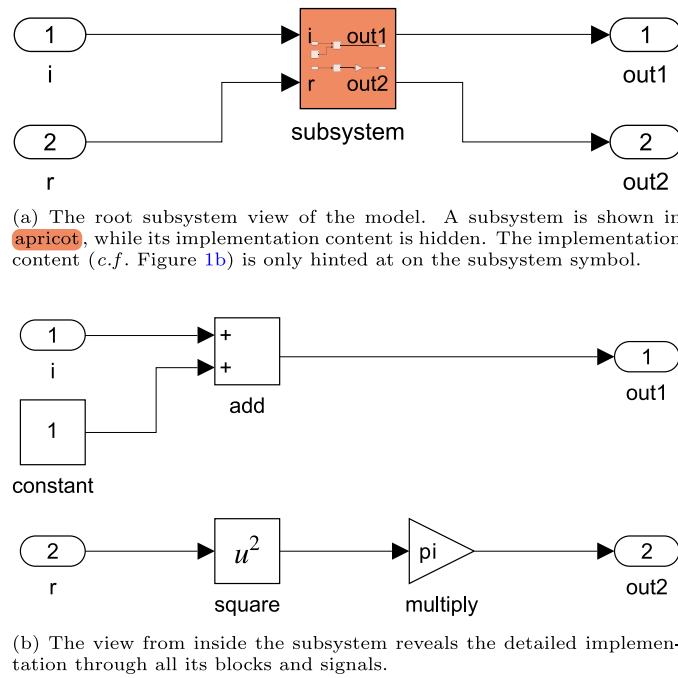 1
i
2
r
i out1
r out2
subsystem
1
out1
2
out2
(a) The root subsystem view of the model. A subsystem is shown in
apricot, while its implementation content is hidden. The implementation
content (c.f. Figure 1b) is only hinted at on the subsystem symbol.
1
i
1
constant
+
+
add
1
out1
2
r
u²
square
pi
multiply
2
out2
(b) The view from inside the subsystem reveals the detailed implemen-
tation through all its blocks and signals.